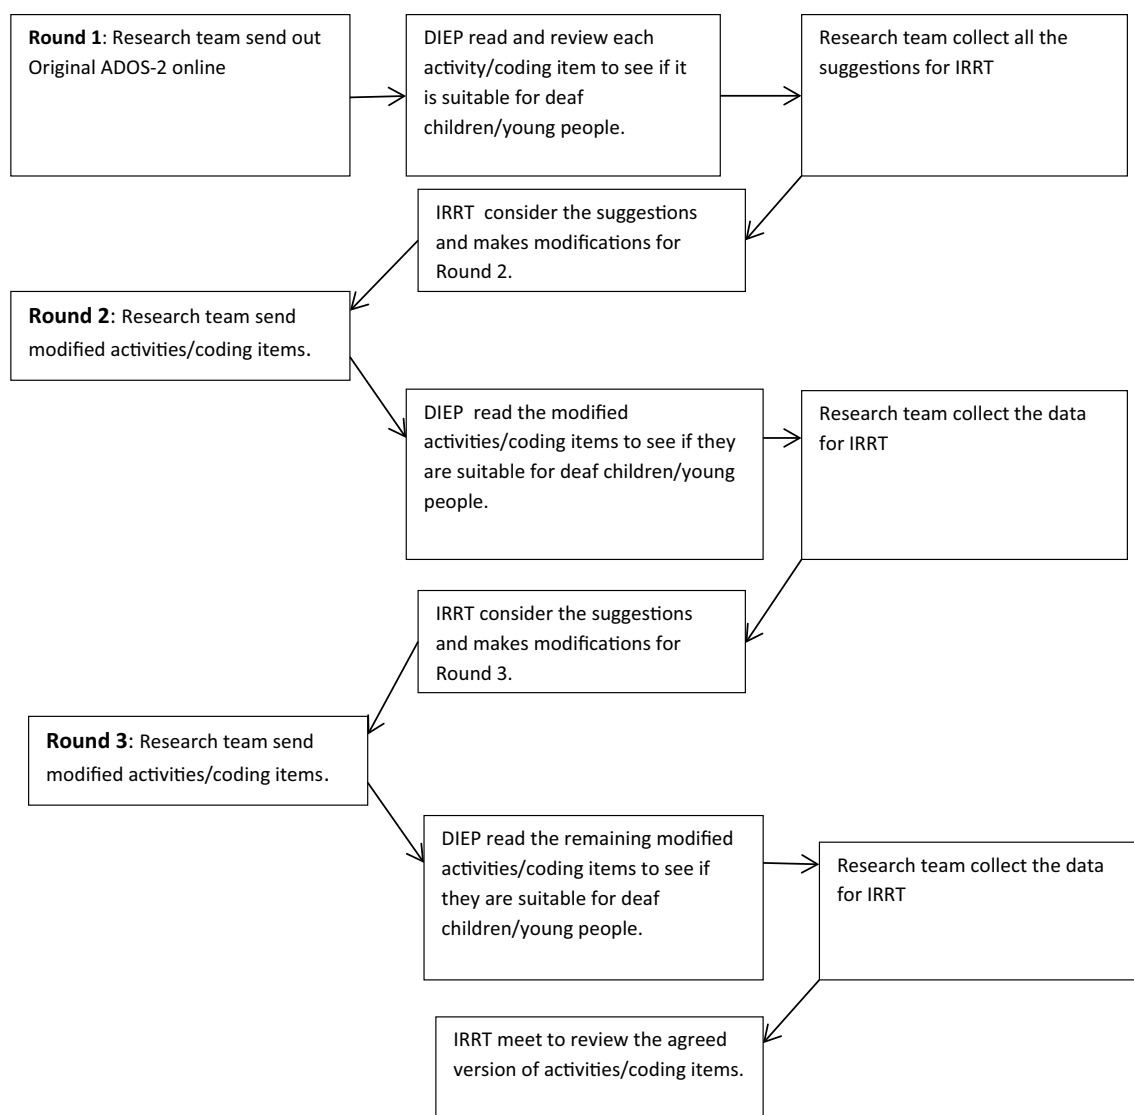 Round 1: Research team send out
Original ADOS-2 online
DIEP read and review each
activity/coding item to see if it
is suitable for deaf
children/young people.
Research team collect all the
suggestions for IRRT
IRRT  consider the suggestions
and makes modifications for
Round 2.
Round 2: Research team send
modified activities/coding items.
DIEP  read the modified
activities/coding items to see if they
are suitable for deaf children/young
people.
Research team collect the data
for IRRT
IRRT consider the suggestions
and makes modifications for
Round 3.
Round 3: Research team send
modified activities/coding items.
DIEP read the remaining modified
activities/coding items to see if
they are suitable for deaf
children/young people.
Research team collect the data
for IRRT
IRRT meet to review the agreed
version of activities/coding items.